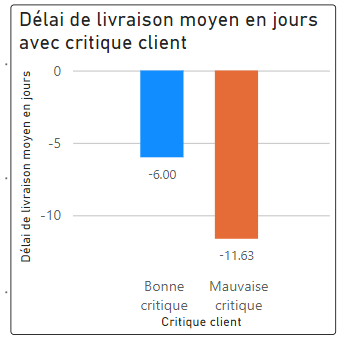 Délai de livraison moyen en jours
avec critique client
Délai de livraison moyen en jours
0
-5
-10
-6.00
-11.63
Bonne critique
Mauvaise critique
Critique client